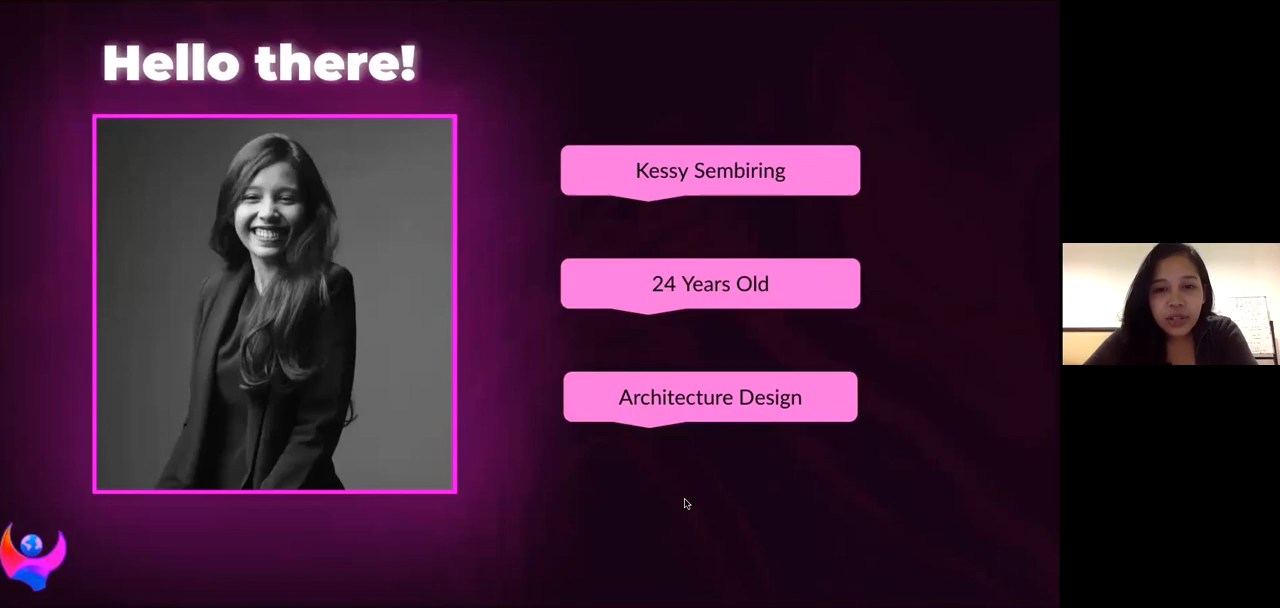 Hello there!
Kessy Sembiring
24 Years Old
Architecture Design